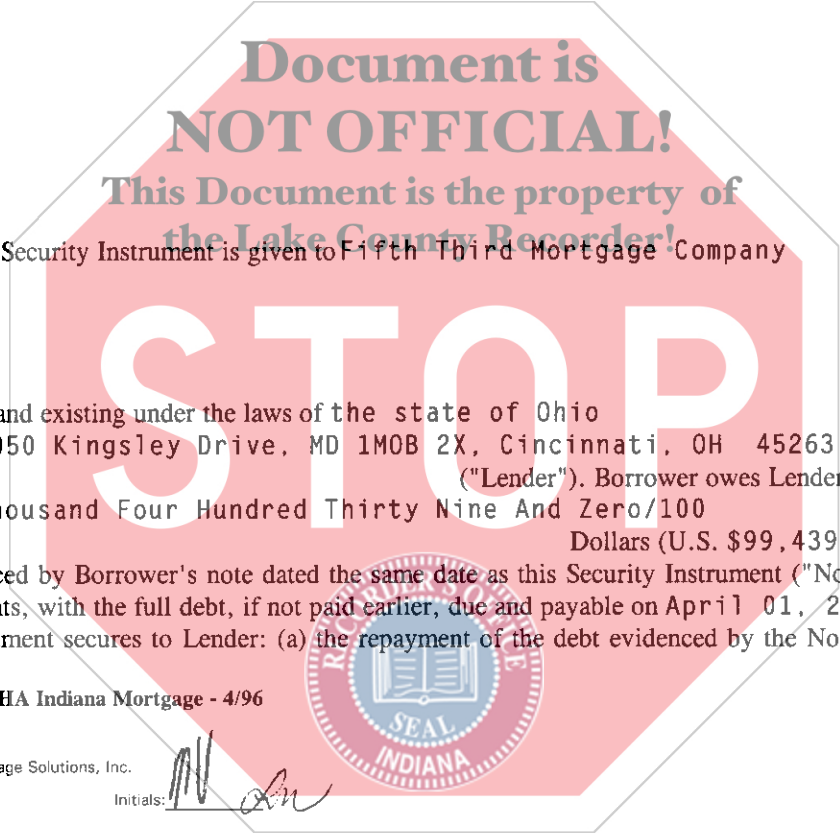 Document is
NOT OFFICIAL!
This Document is the property of
the Lake County Recorder!
Security Instrument is given to Fifth Third Mortgage Company
STOP
and existing under the laws of the state of Ohio
050 Kingsley Drive, MD 1MOB 2X, Cincinnati, OH 45263
("Lender"). Borrower owes Lender
ousand Four Hundred Thirty Nine And Zero/100
Dollars (U.S. $99,439
ced by Borrower's note dated the same date as this Security Instrument ("No
ts, with the full debt, if not paid earlier, due and payable on April 01, 2
ment secures to Lender: (a) the repayment of the debt evidenced by the No
RECORDER'S OFFICE
SEAL
INDIANA
HA Indiana Mortgage - 4/96
age Solutions, Inc.
Initials: